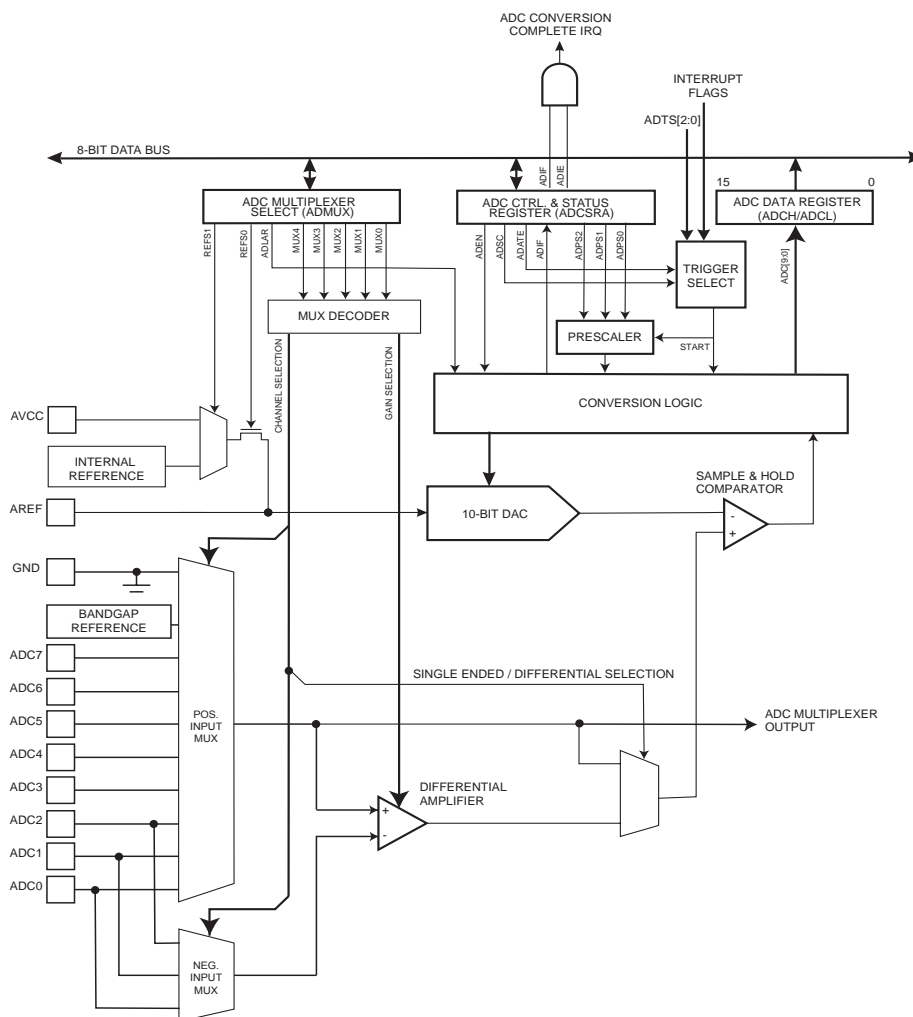 ADC CONVERSION
COMPLETE IRQ
INTERRUPT
FLAGS
ADTS[2:0]
8-BIT DATA BUS
ADIF
ADIE
15
0
ADC MULTIPLEXER
SELECT (ADMUX)
ADC CTRL. & STATUS
REGISTER (ADCSRA)
ADC DATA REGISTER
(ADCH/ADCL)
REFS1
REFS0
ADLAR
MUX4
MUX3
MUX2
MUX1
MUX0
ADEN
ADSC
ADATE
ADIF
ADPS2
ADPS1
ADPS0
ADC[9:0]
TRIGGER
SELECT
MUX DECODER
PRESCALER
START
CHANNEL SELECTION
GAIN SELECTION
CONVERSION LOGIC
AVCC
INTERNAL
REFERENCE
SAMPLE & HOLD
COMPARATOR
AREF
10-BIT DAC
-
+
GND
BANDGAP
REFERENCE
ADC7
SINGLE ENDED / DIFFERENTIAL SELECTION
ADC6
ADC5
POS.
INPUT
MUX
ADC MULTIPLEXER
OUTPUT
ADC4
ADC3
DIFFERENTIAL
AMPLIFIER
+
-
ADC2
ADC1
ADC0
NEG.
INPUT
MUX